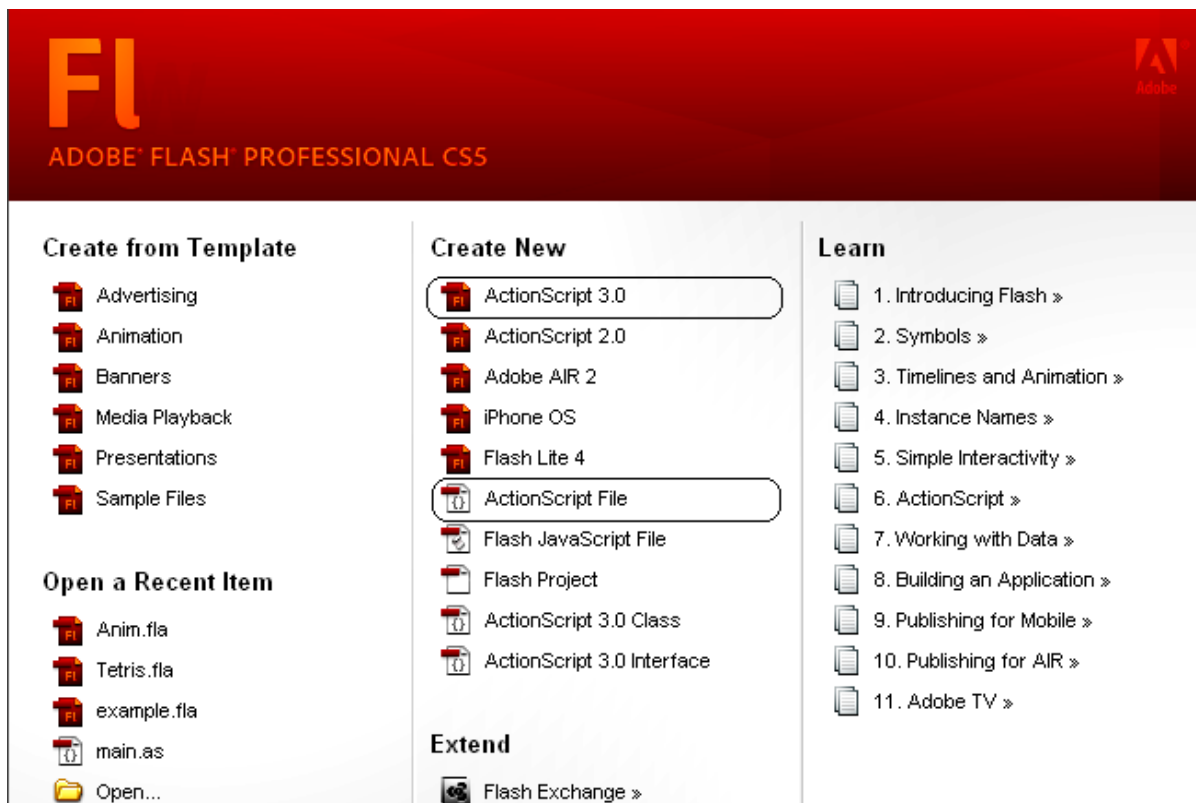 Fl
Adobe
ADOBE® FLASH® PROFESSIONAL CS5
Create from Template
Advertising
Animation
Banners
Media Playback
Presentations
Sample Files
Open a Recent Item
Anim.fla
Tetris.fla
example.fla
main.as
Open...
Create New
ActionScript 3.0
ActionScript 2.0
Adobe AIR 2
iPhone OS
Flash Lite 4
ActionScript File
Flash JavaScript File
Flash Project
ActionScript 3.0 Class
ActionScript 3.0 Interface
Extend
Flash Exchange »
Learn
1. Introducing Flash »
2. Symbols »
3. Timelines and Animation »
4. Instance Names »
5. Simple Interactivity »
6. ActionScript »
7. Working with Data »
8. Building an Application »
9. Publishing for Mobile »
10. Publishing for AIR »
11. Adobe TV »